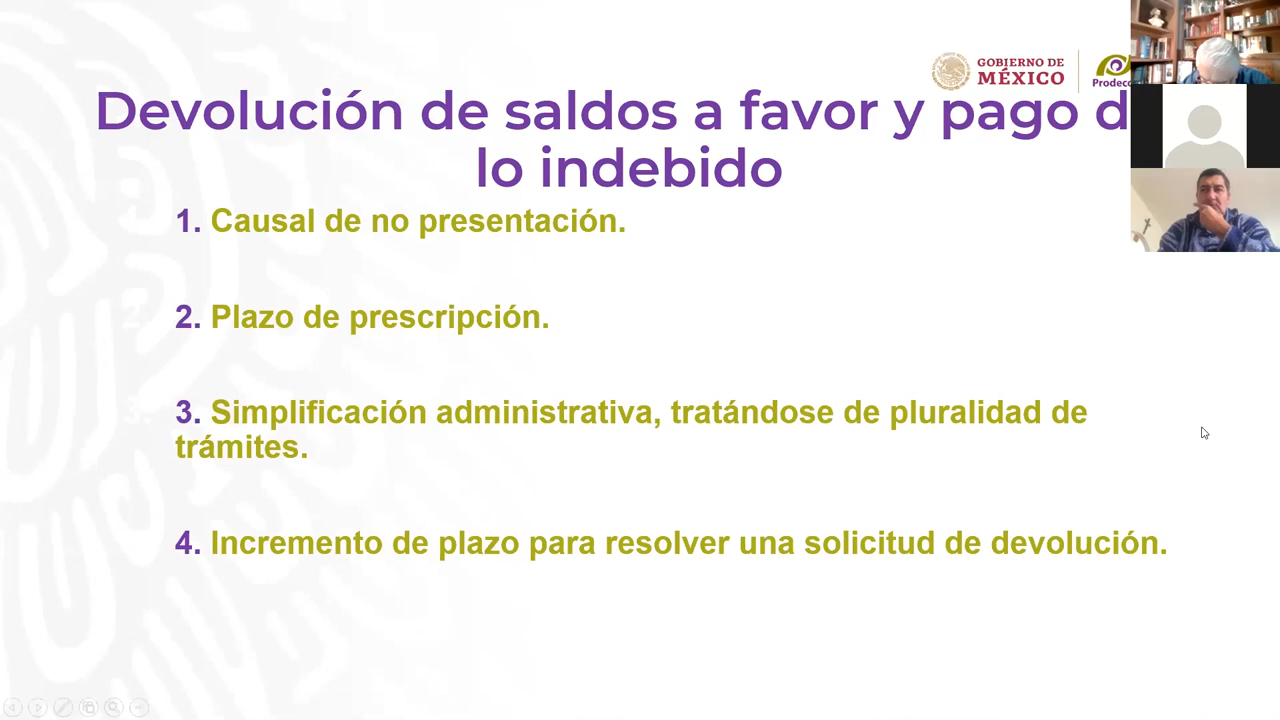 GOBIERNO DE
MÉXICO
Devolución de saldos a favor y pago d
lo indebido
1. Causal de no presentación.
2. Plazo de prescripción.
3. Simplificación administrativa, tratándose de pluralidad de
trámites.
4. Incremento de plazo para resolver una solicitud de devolución.